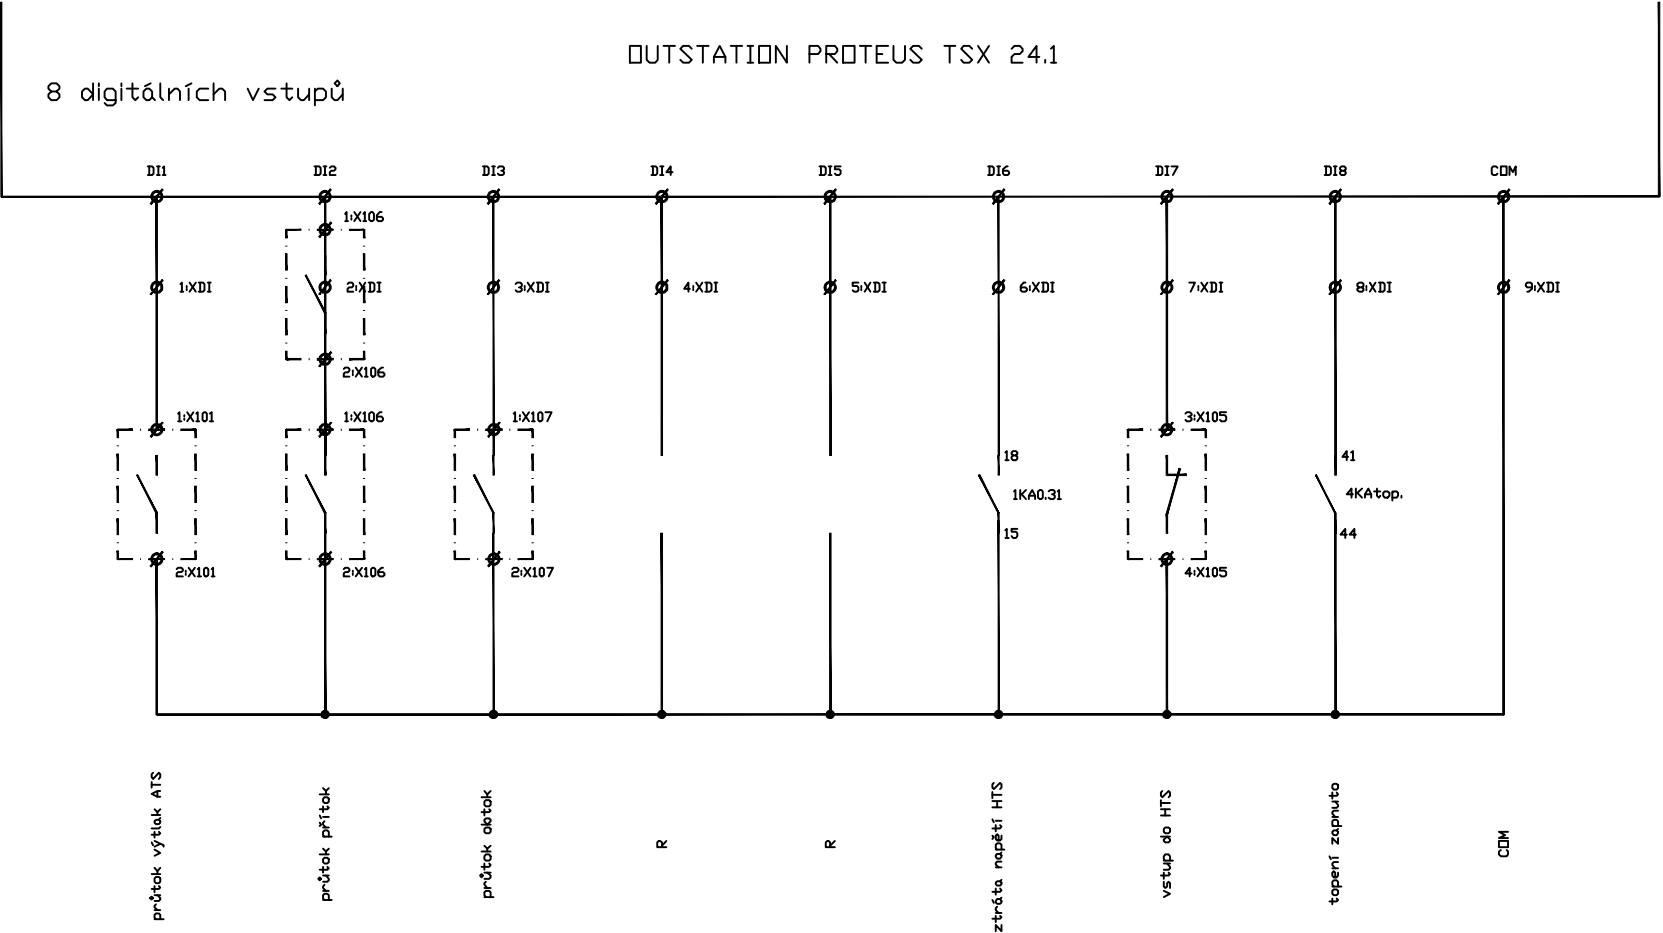 OUTSTATION PROTEUS TSX 24.1
8 digitálních vstupů
DI1 DI2 DI3 DI4 DI5 DI6 DI7 DI8 COM
1:X106
1:XDI 2:XDI 3:XDI 4:XDI 5:XDI 6:XDI 7:XDI 8:XDI 9:XDI
2:X106
1:X101 1:X106 1:X107 3:X105
18 41
1KA0.31 4KAtop.
15 44
2:X101 2:X106 2:X107 4:X105
průtok výtlak ATS
průtok přítok
průtok obtok
R
R
ztráta napětí HTS
vstup do HTS
topení zapnuto
COM